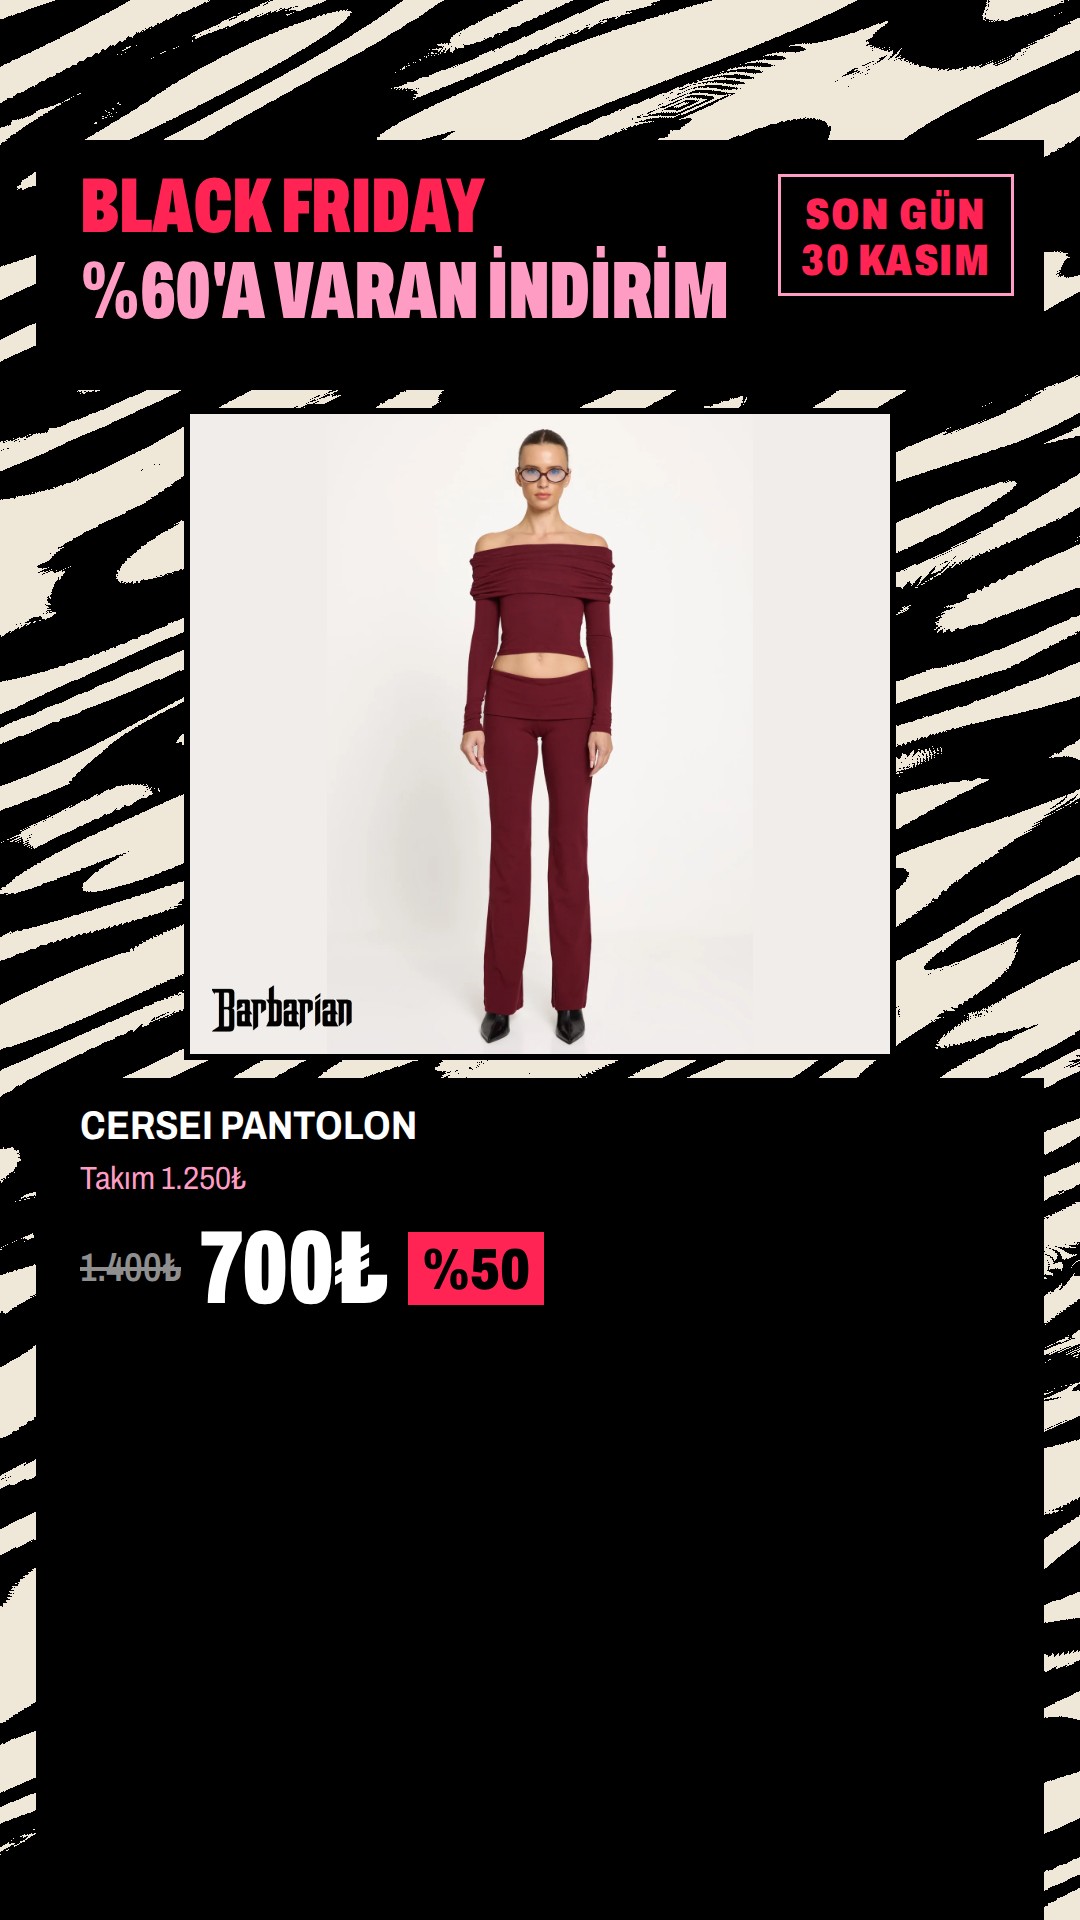 BLACK FRIDAY
%60'A VARAN İNDİRİM
SON GÜN
30 KASIM
Barbarian
CERSEI PANTOLON
Takım 1.250₺
1.400₺ 700₺ %50